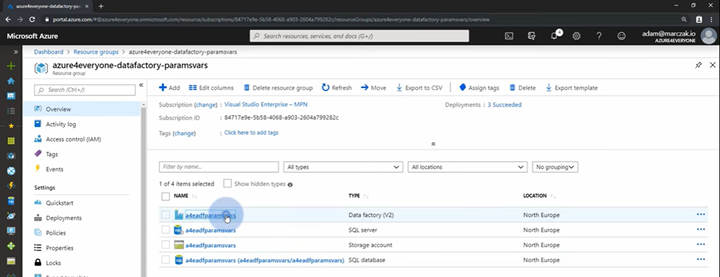 azure4everyone-datafactory-params
portal.azure.com/#@azure4everyonenmicrosoft.com/resource/subscriptions/84717e9e-5b58-4068-a903-2604a799282c/resourceGroups/azure4everyone-datafactory-paramsvars/overview
Microsoft Azure
Search resources, services, and docs (G+/)
adam@marczak.io
AZURE4EVERYONE
Dashboard > Resource groups > azure4everyone-datafactory-paramsvars
azure4everyone-datafactory-paramsvars
Resource group
Search (Ctrl+/)
Add Edit columns Delete resource group Refresh Move Export to CSV Assign tags Delete Export template
Overview
Activity log
Access control (IAM)
Tags
Events
Settings
Quickstart
Deployments
Policies
Properties
Locks
Export template
Subscription (change) : Visual Studio Enterprise – MPN
Deployments : 3 Succeeded
Subscription ID : 84717e9e-5b58-4068-a903-2604a799282c
Tags (change) : Click here to add tags
Filter by name...
All types
All locations
No grouping
1 of 4 items selected
Show hidden types
NAME TYPE LOCATION
a4eadfparamsvars Data factory (V2) North Europe
a4eadfparamsvars SQL server North Europe
a4eadfparamsvars Storage account North Europe
a4eadfparamsvars (a4eadfparamsvars/a4eadfparamsvars) SQL database North Europe